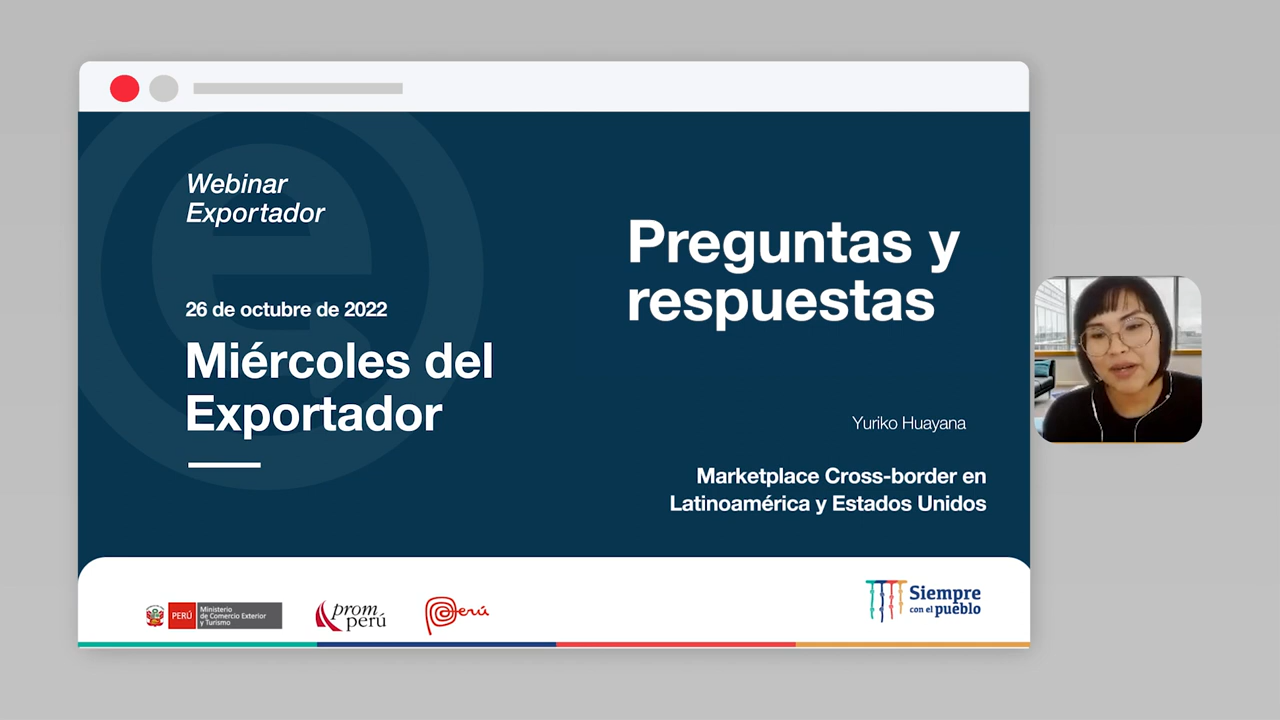 Webinar
Exportador
26 de octubre de 2022
Miércoles del
Exportador
Preguntas y
respuestas
Yuriko Huayana
Marketplace Cross-border en
Latinoamérica y Estados Unidos
PERÚ
Ministerio
de Comercio Exterior
y Turismo
prom
perú
Perú
Siempre
con el pueblo